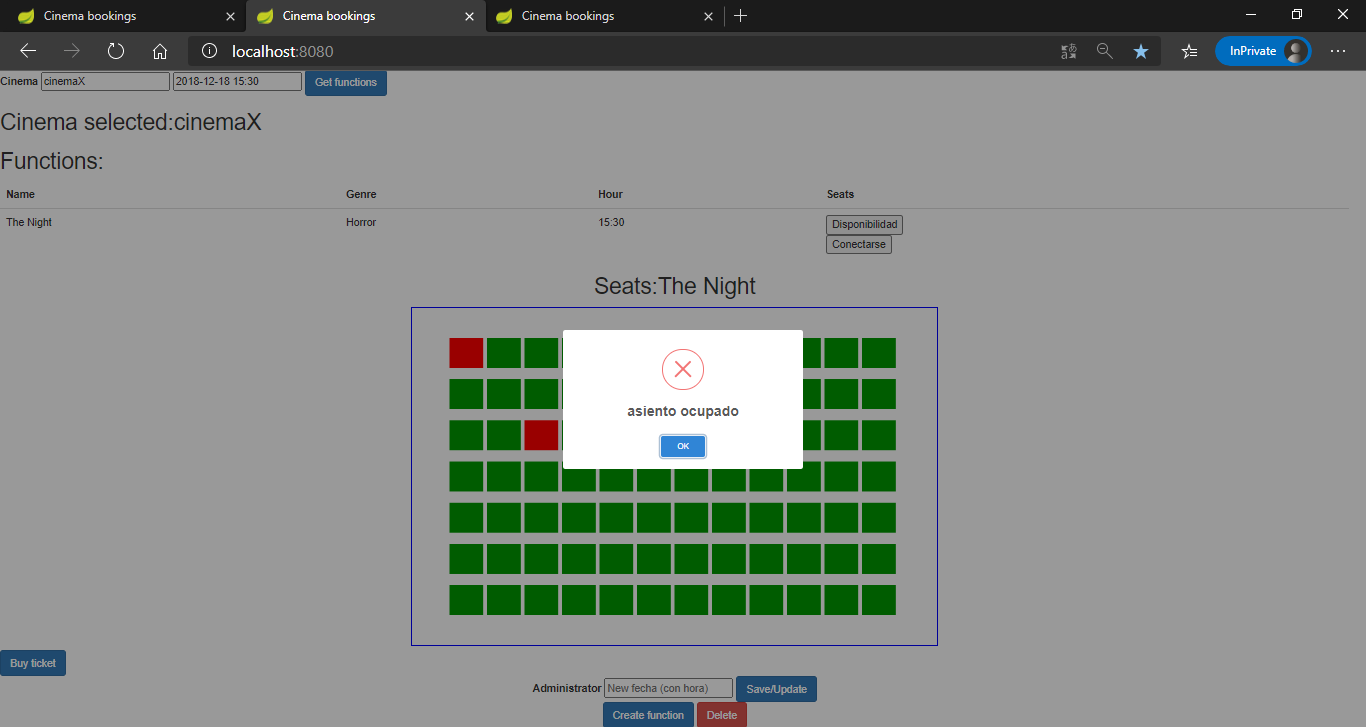 Cinema bookings
Cinema bookings
Cinema bookings
localhost:8080
InPrivate
Cinema cinemaX 2018-12-18 15:30 Get functions
Cinema selected:cinemaX
Functions:
Name Genre Hour Seats
The Night Horror 15:30 Disponibilidad
Conectarse
Seats:The Night
asiento ocupado
OK
Buy ticket
Administrator New fecha (con hora) Save/Update
Create function Delete